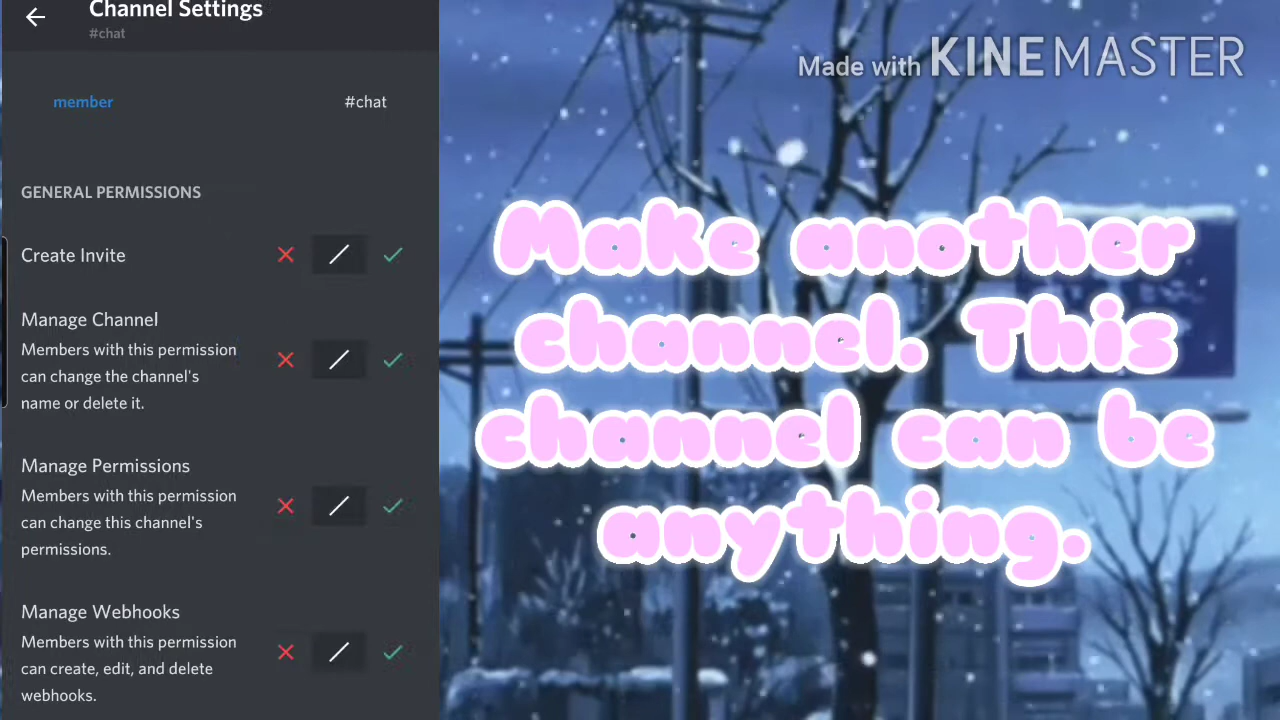 Channel Settings
#chat
member
#chat
GENERAL PERMISSIONS
Create Invite
Manage Channel
Members with this permission
can change the channel's
name or delete it.
Manage Permissions
Members with this permission
can change this channel's
permissions.
Manage Webhooks
Members with this permission
can create, edit, and delete
webhooks.
Made with KINEMASTER
Make another
channel. This
channel can be
anything.